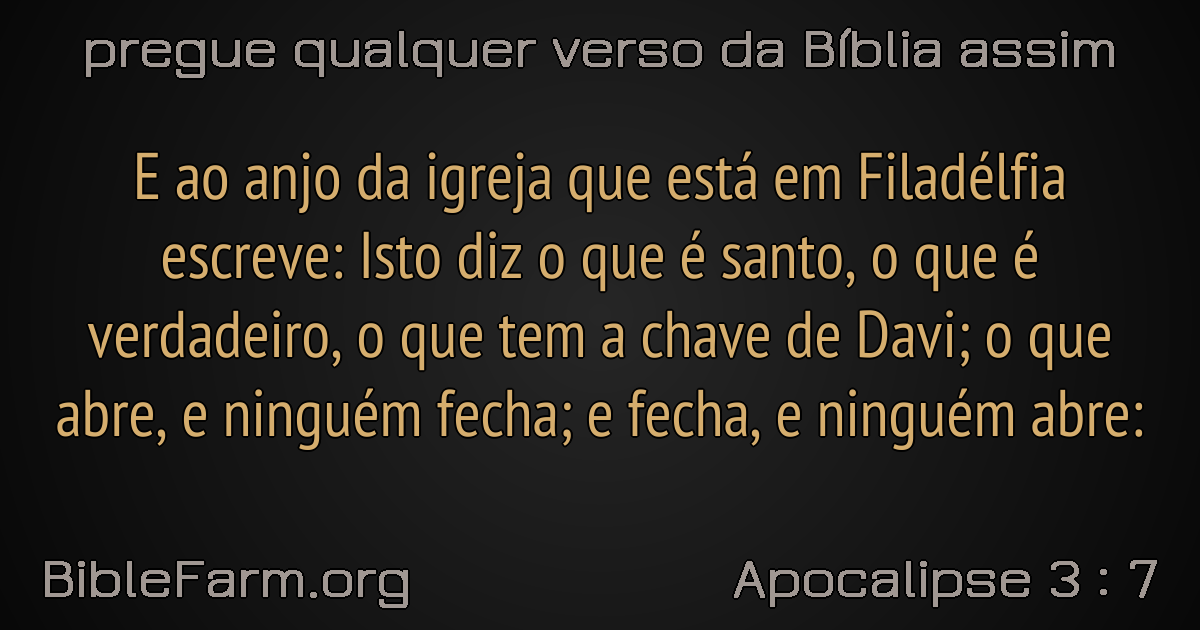 pregue qualquer verso da Bíblia assim
E ao anjo da igreja que está em Filadélfia
escreve: Isto diz o que é santo, o que é
verdadeiro, o que tem a chave de Davi; o que
abre, e ninguém fecha; e fecha, e ninguém abre:
BibleFarm.org
Apocalipse 3 : 7